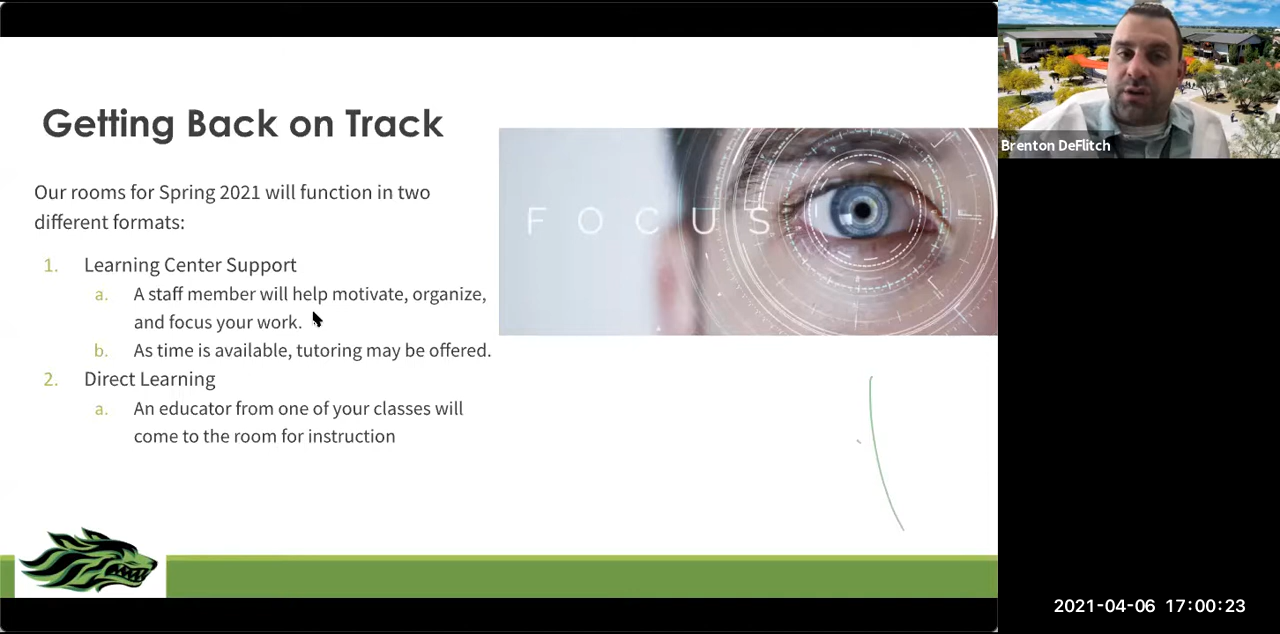 Getting Back on Track
Our rooms for Spring 2021 will function in two
different formats:
1. Learning Center Support
a. A staff member will help motivate, organize,
and focus your work.
b. As time is available, tutoring may be offered.
2. Direct Learning
a. An educator from one of your classes will
come to the room for instruction
FOCUS
Brenton DeFlitch
2021-04-06 17:00:23